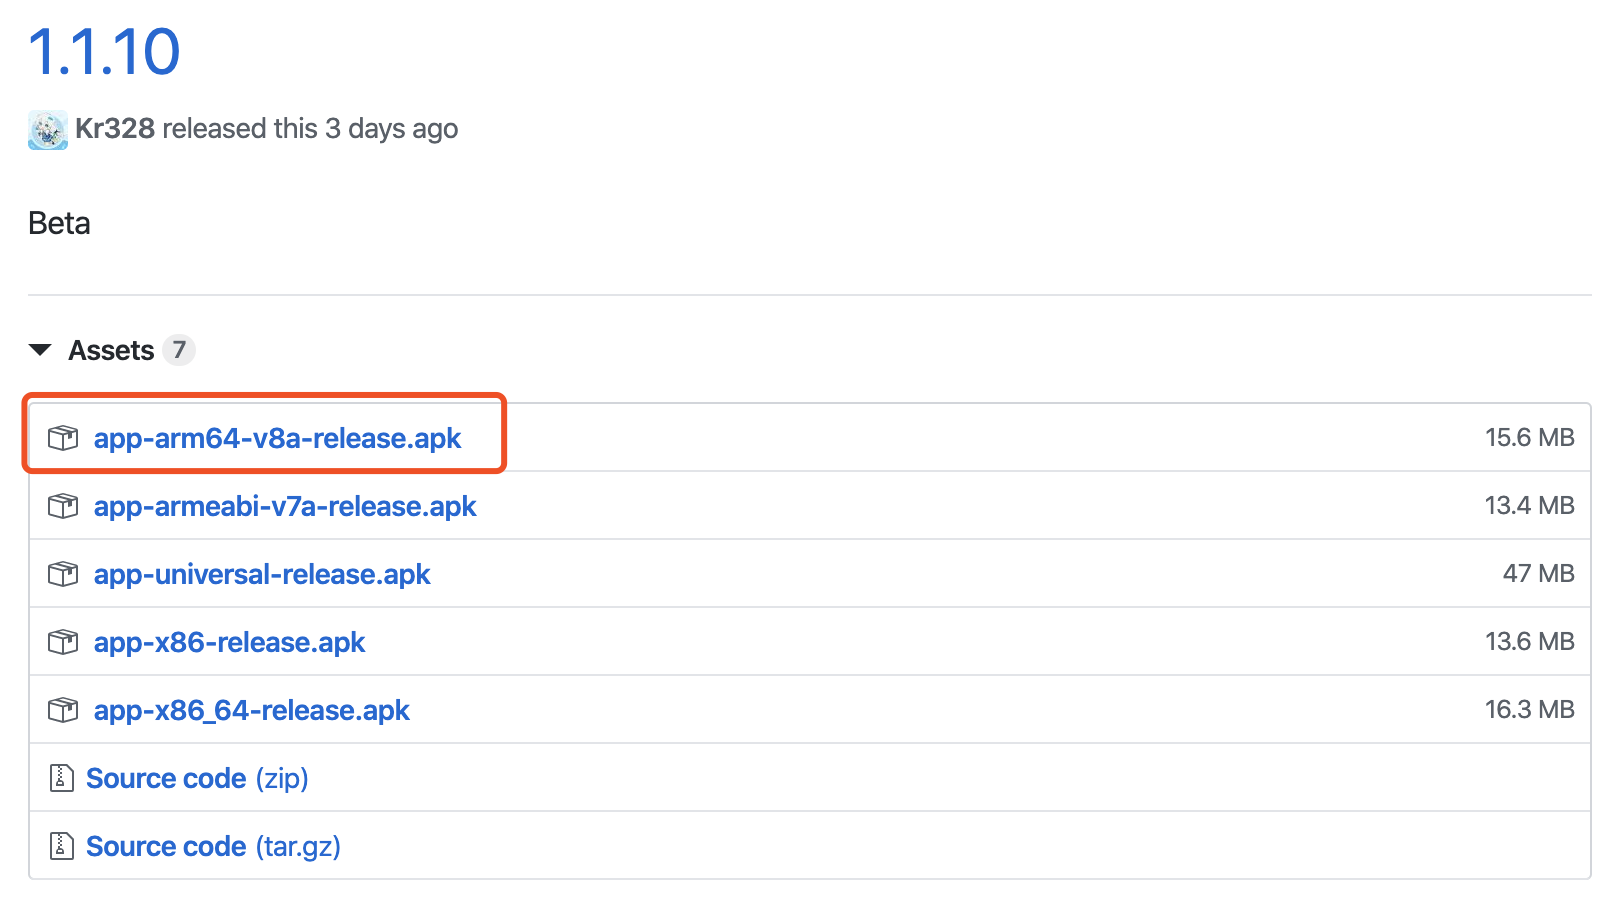 1.1.10
Kr328 released this 3 days ago
Beta
Assets 7
app-arm64-v8a-release.apk 15.6 MB
app-armeabi-v7a-release.apk 13.4 MB
app-universal-release.apk 47 MB
app-x86-release.apk 13.6 MB
app-x86_64-release.apk 16.3 MB
Source code (zip)
Source code (tar.gz)